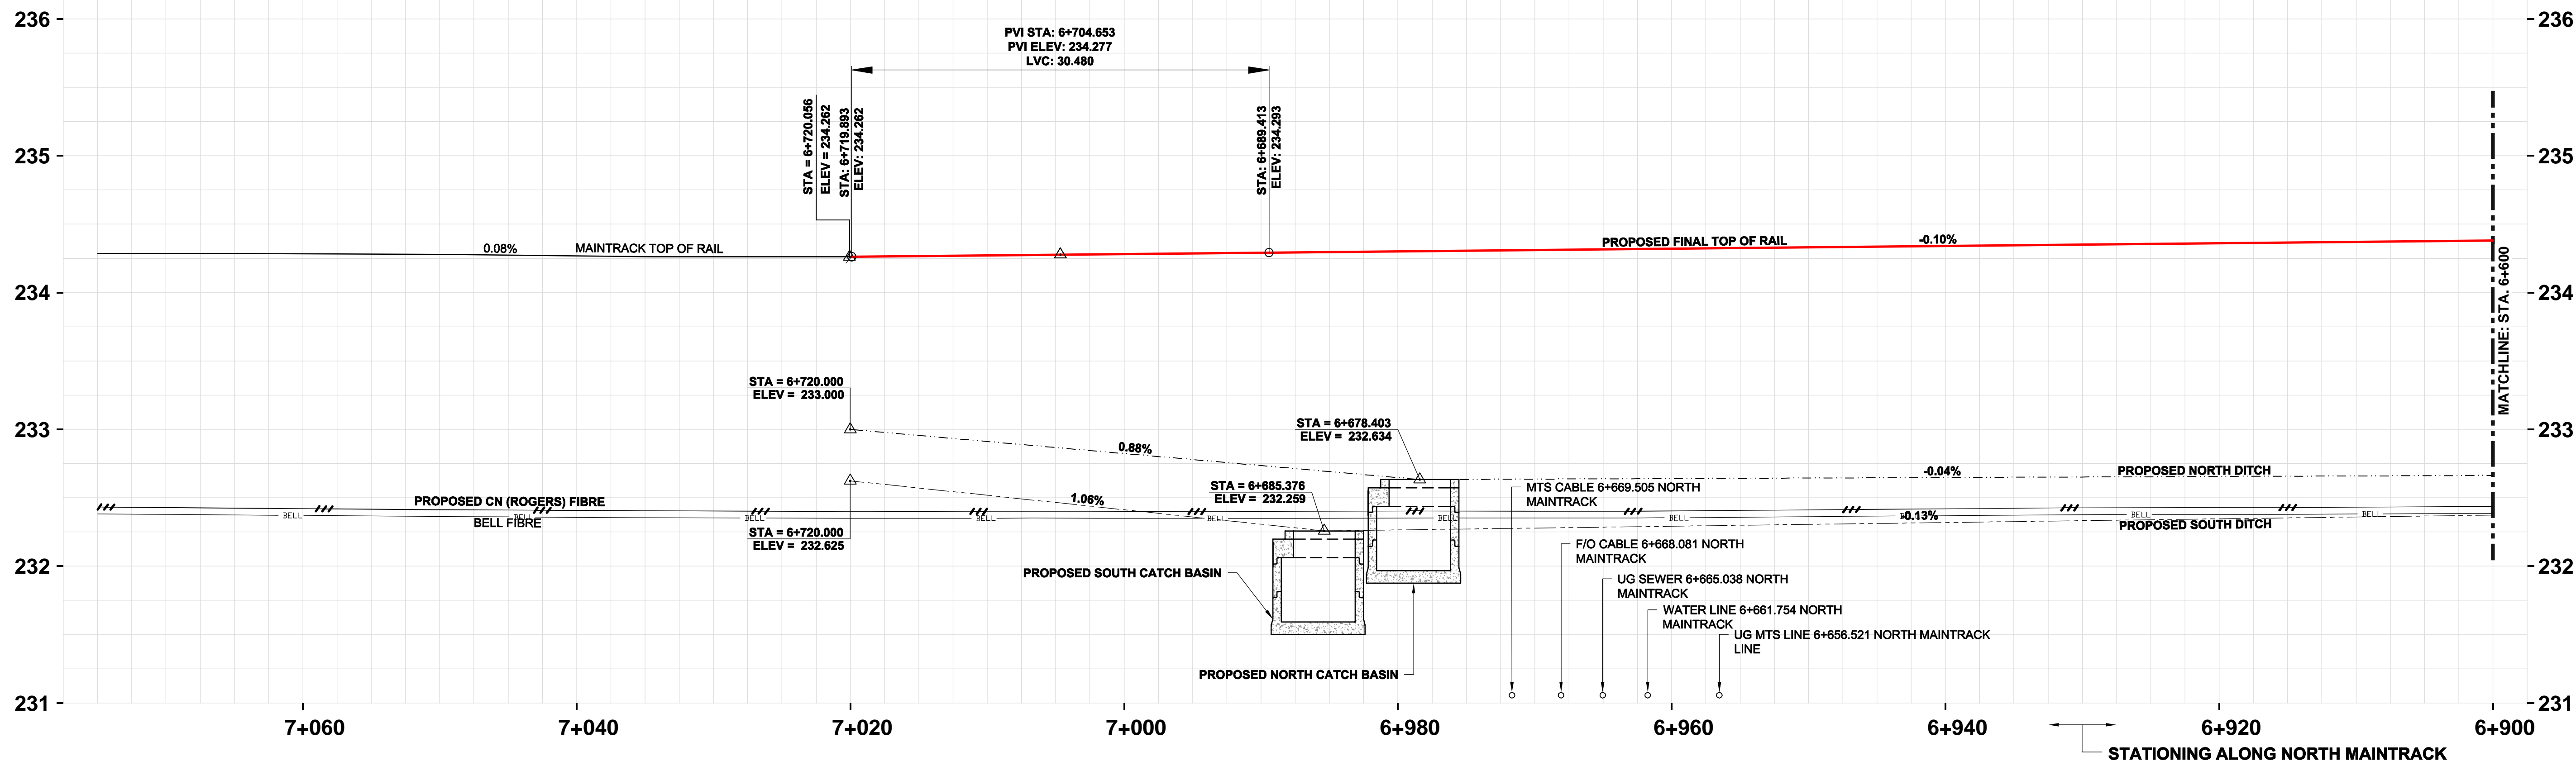 236
236
PVI STA: 6+704.653
PVI ELEV: 234.277
LVC: 30.480
STA = 6+720.056
ELEV = 234.262
STA: 6+719.893
ELEV: 234.262
STA: 6+689.413
ELEV: 234.293
235
235
0.08%
MAINTRACK TOP OF RAIL
PROPOSED FINAL TOP OF RAIL
-0.10%
MATCHLINE: STA. 6+600
234
234
STA = 6+720.000
ELEV = 233.000
STA = 6+678.403
ELEV = 232.634
233
233
0.88%
-0.04%
PROPOSED NORTH DITCH
STA = 6+685.376
ELEV = 232.259
1.06%
MTS CABLE 6+669.505 NORTH
MAINTRACK
PROPOSED CN (ROGERS) FIBRE
BELL
BELL
BELL
BELL
BELL
BELL
BELL
BELL
BELL
BELL
BELL FIBRE
-0.13%
PROPOSED SOUTH DITCH
STA = 6+720.000
ELEV = 232.625
F/O CABLE 6+668.081 NORTH
MAINTRACK
232
232
PROPOSED SOUTH CATCH BASIN
UG SEWER 6+665.038 NORTH
MAINTRACK
WATER LINE 6+661.754 NORTH
MAINTRACK
UG MTS LINE 6+656.521 NORTH MAINTRACK
LINE
PROPOSED NORTH CATCH BASIN
231
231
7+060
7+040
7+020
7+000
6+980
6+960
6+940
6+920
6+900
STATIONING ALONG NORTH MAINTRACK